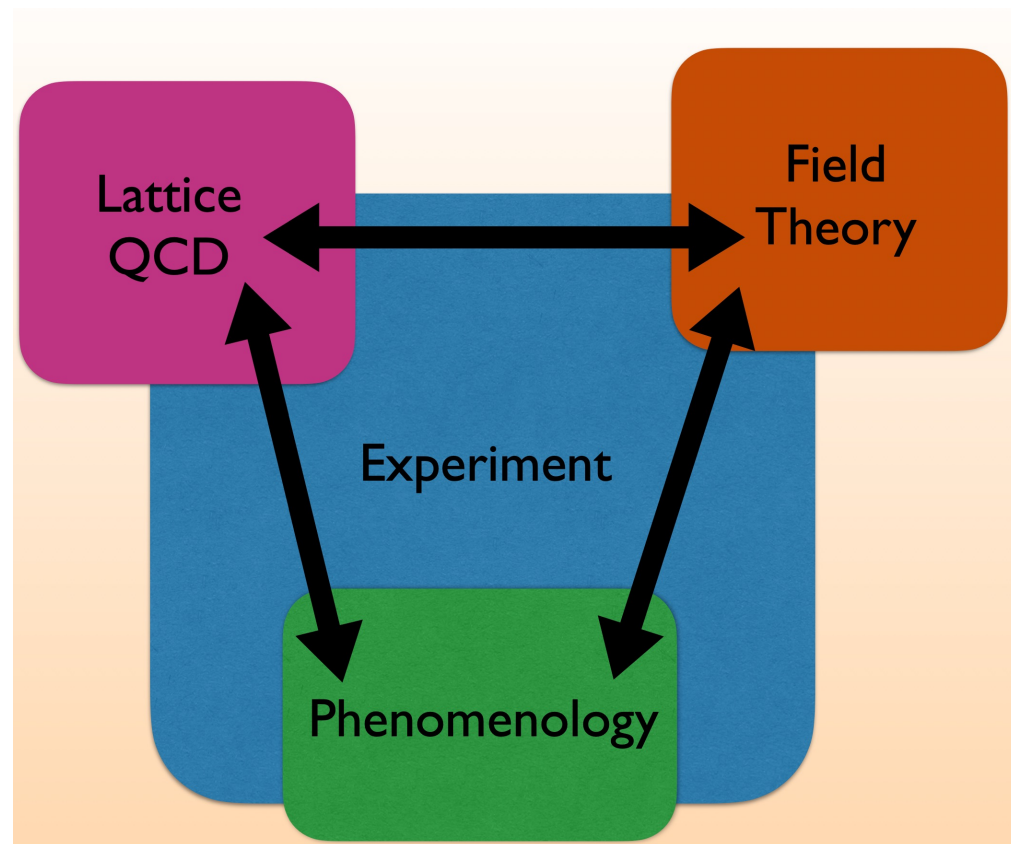 Lattice
QCD
Field
Theory
Experiment
Phenomenology